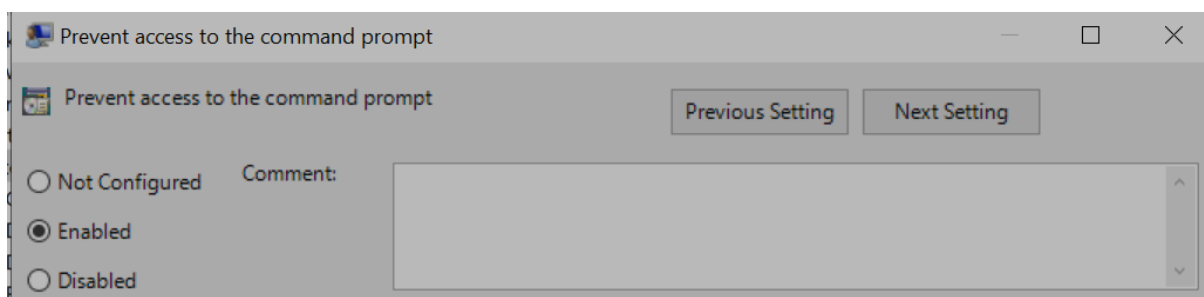 Prevent access to the command prompt
Prevent access to the command prompt
Previous Setting
Next Setting
Not Configured
Comment:
Enabled
Disabled